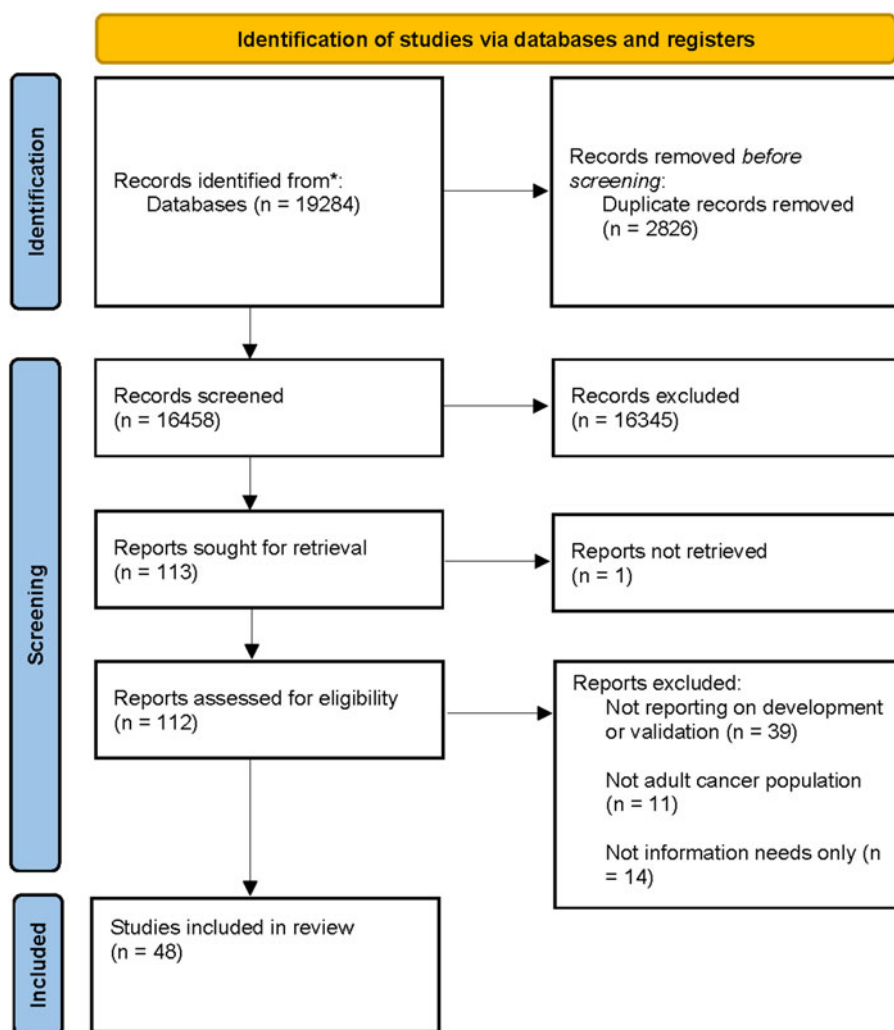 Identification of studies via databases and registers
Identification
Records identified from*:
Databases (n = 19284)
Records removed before
screening:
Duplicate records removed
(n = 2826)
Screening
Records screened
(n = 16458)
Records excluded
(n = 16345)
Reports sought for retrieval
(n = 113)
Reports not retrieved
(n = 1)
Reports assessed for eligibility
(n = 112)
Reports excluded:
Not reporting on development
or validation (n = 39)
Not adult cancer population
(n = 11)
Not information needs only (n
= 14)
Included
Studies included in review
(n = 48)